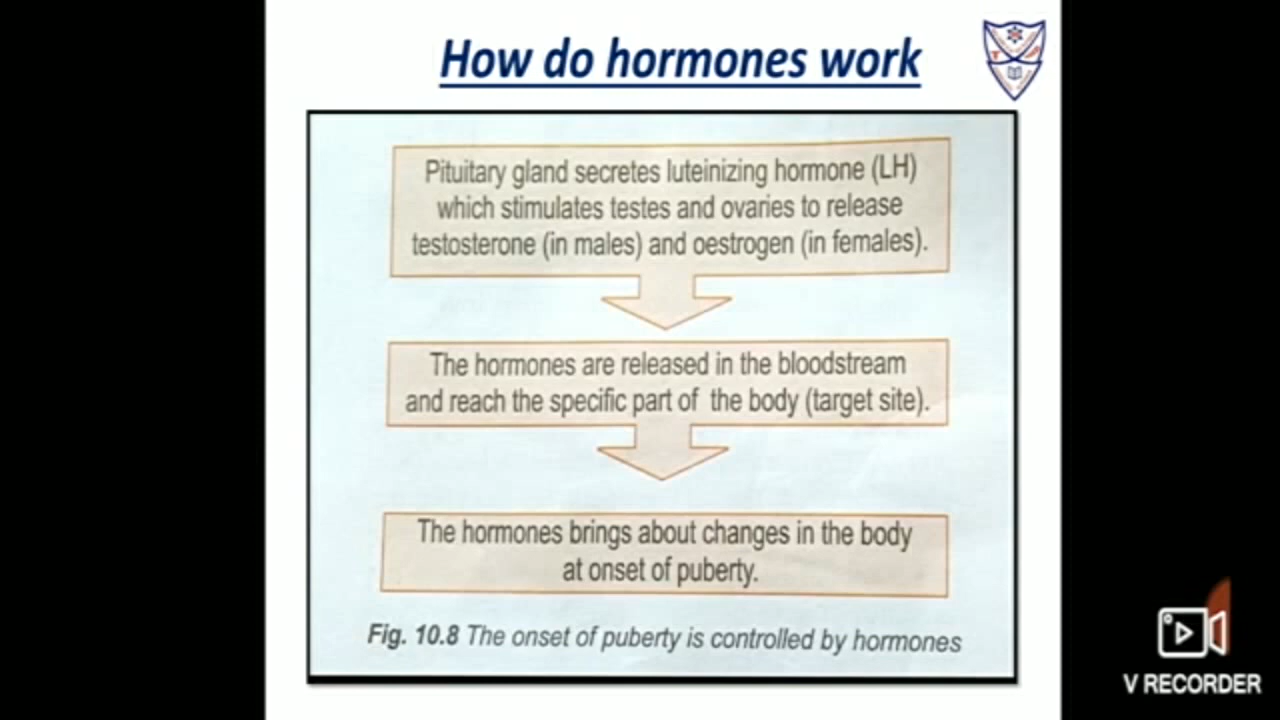 How do hormones work
Pituitary gland secretes luteinizing hormone (LH)
which stimulates testes and ovaries to release
testosterone (in males) and oestrogen (in females).
The hormones are released in the bloodstream
and reach the specific part of the body (target site).
The hormones brings about changes in the body
at onset of puberty.
Fig. 10.8 The onset of puberty is controlled by hormones
V RECORDER